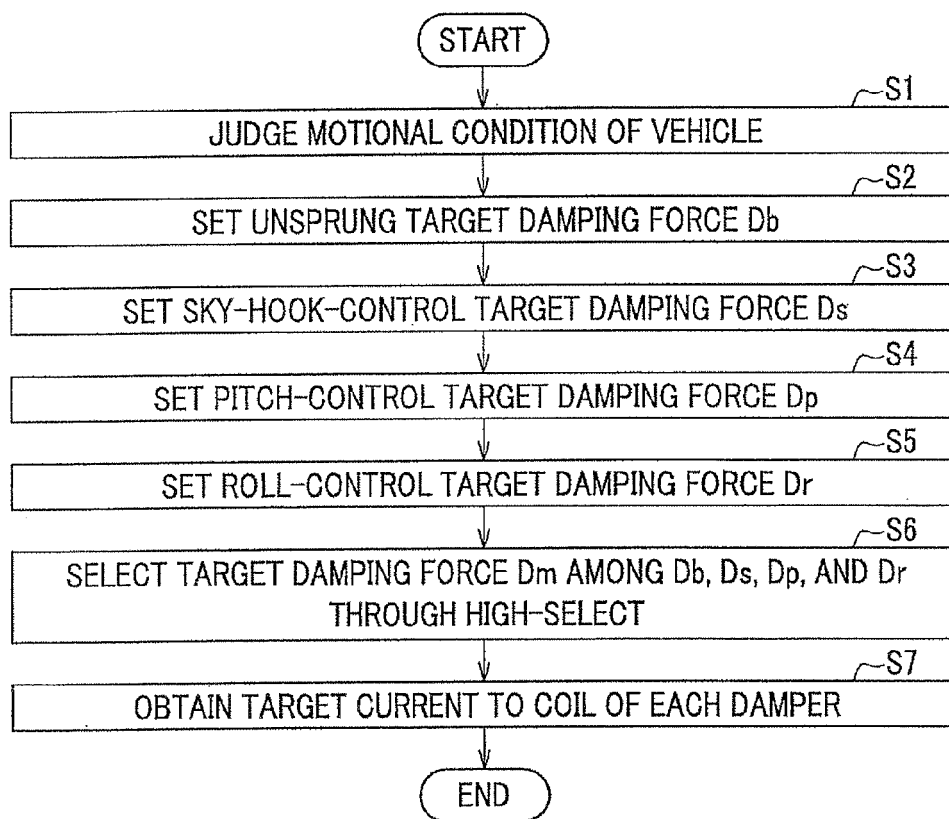 START
S1
JUDGE MOTIONAL CONDITION OF VEHICLE
S2
SET UNSPRUNG TARGET DAMPING FORCE Db
S3
SET SKY-HOOK-CONTROL TARGET DAMPING FORCE Ds
S4
SET PITCH-CONTROL TARGET DAMPING FORCE Dp
S5
SET ROLL-CONTROL TARGET DAMPING FORCE Dr
S6
SELECT TARGET DAMPING FORCE Dm AMONG Db, Ds, Dp, AND Dr
THROUGH HIGH-SELECT
S7
OBTAIN TARGET CURRENT TO COIL OF EACH DAMPER
END